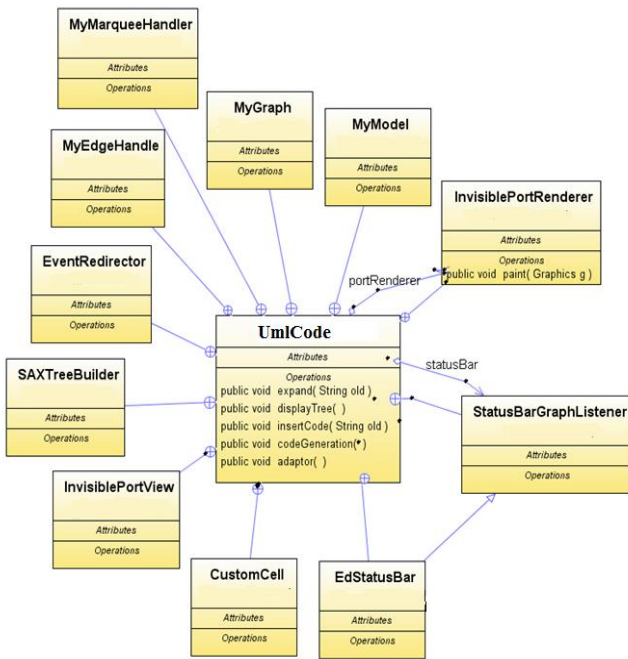 MyMarqueeHandler
Attributes
Operations
MyGraph
Attributes
Operations
MyModel
Attributes
Operations
MyEdgeHandle
Attributes
Operations
InvisiblePortRenderer
Attributes
Operations
public void paint( Graphics g )
EventRedirector
Attributes
Operations
portRenderer
UmlCode
Attributes
Operations
public void expand( String old )
public void displayTree( )
public void insertCode( String old )
public void codeGeneration( )
public void adaptor( )
statusBar
SAXTreeBuilder
Attributes
Operations
StatusBarGraphListener
Attributes
Operations
InvisiblePortView
Attributes
Operations
CustomCell
Attributes
Operations
EdStatusBar
Attributes
Operations